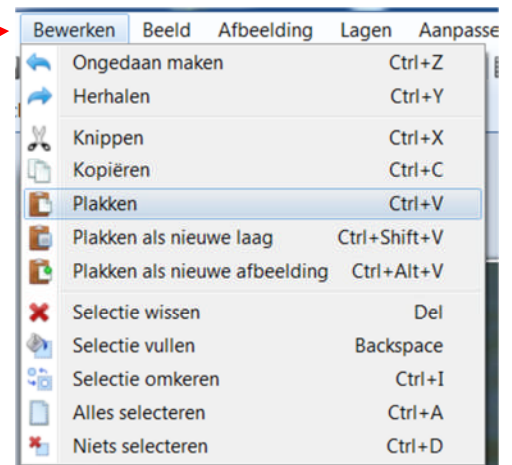 Bewerken Beeld Afbeelding Lagen Aanpasse
Ongedaan maken Ctrl+Z
Herhalen Ctrl+Y
Knippen Ctrl+X
Kopiëren Ctrl+C
Plakken Ctrl+V
Plakken als nieuwe laag Ctrl+Shift+V
Plakken als nieuwe afbeelding Ctrl+Alt+V
Selectie wissen Del
Selectie vullen Backspace
Selectie omkeren Ctrl+I
Alles selecteren Ctrl+A
Niets selecteren Ctrl+D